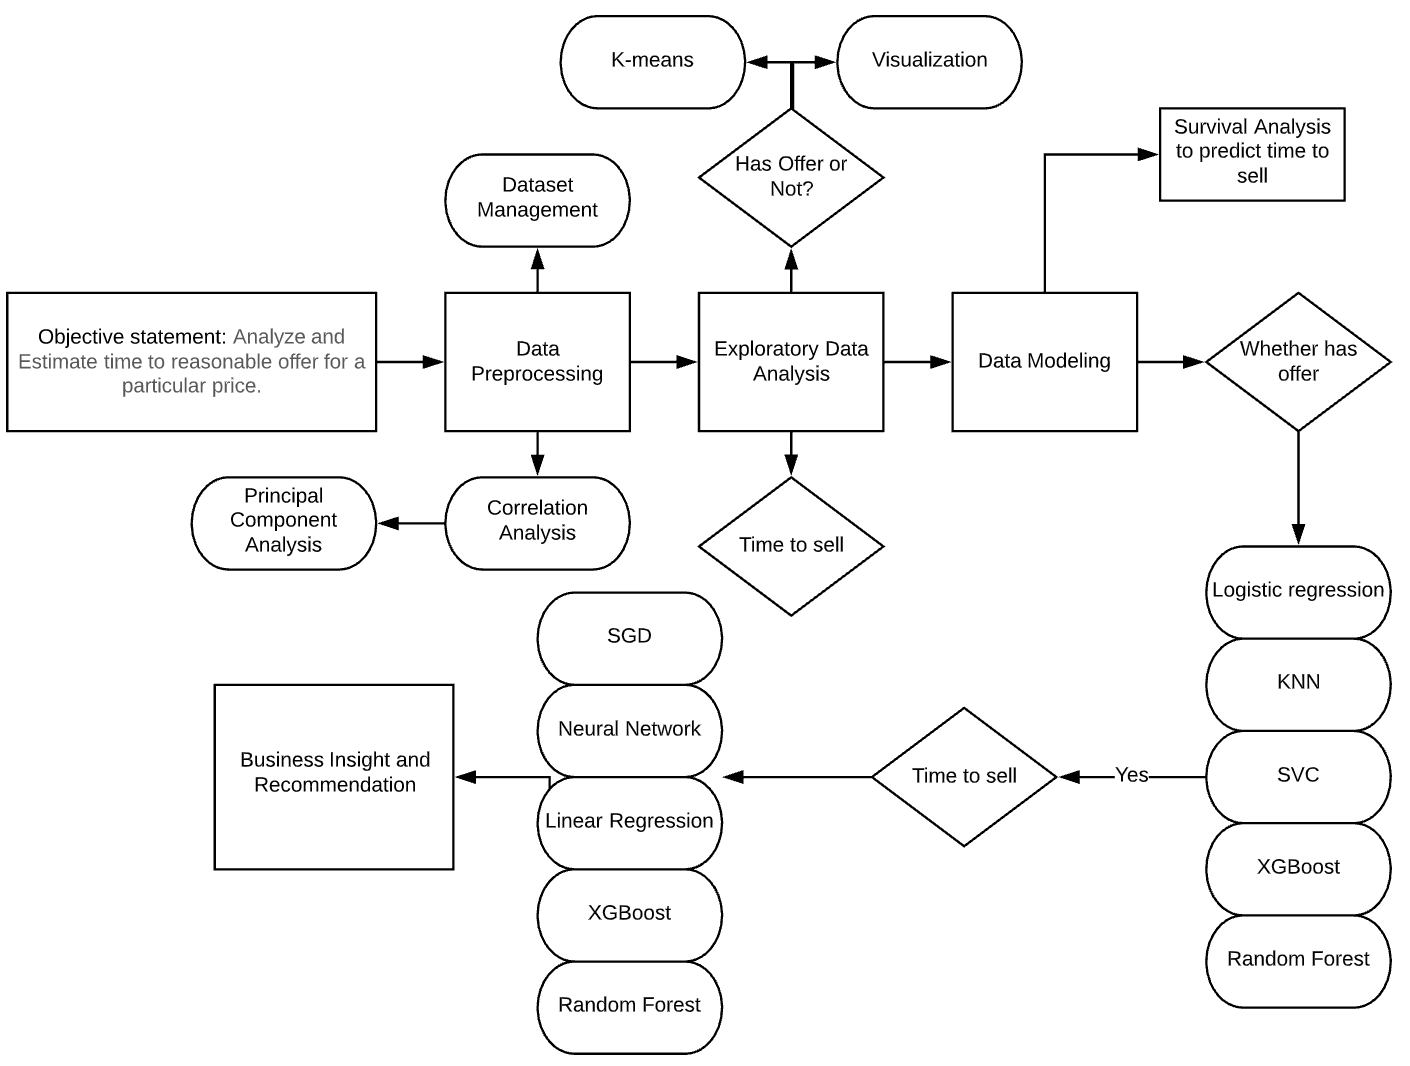 K-means
Visualization
Survival Analysis
to predict time to
sell
Has Offer or
Not?
Dataset
Management
Objective statement: Analyze and
Estimate time to reasonable offer for a
particular price.
Data
Preprocessing
Exploratory Data
Analysis
Data Modeling
Whether has
offer
Principal
Component
Analysis
Correlation
Analysis
Time to sell
Logistic regression
KNN
SVC
XGBoost
Random Forest
Yes
Time to sell
SGD
Neural Network
Linear Regression
XGBoost
Random Forest
Business Insight and
Recommendation